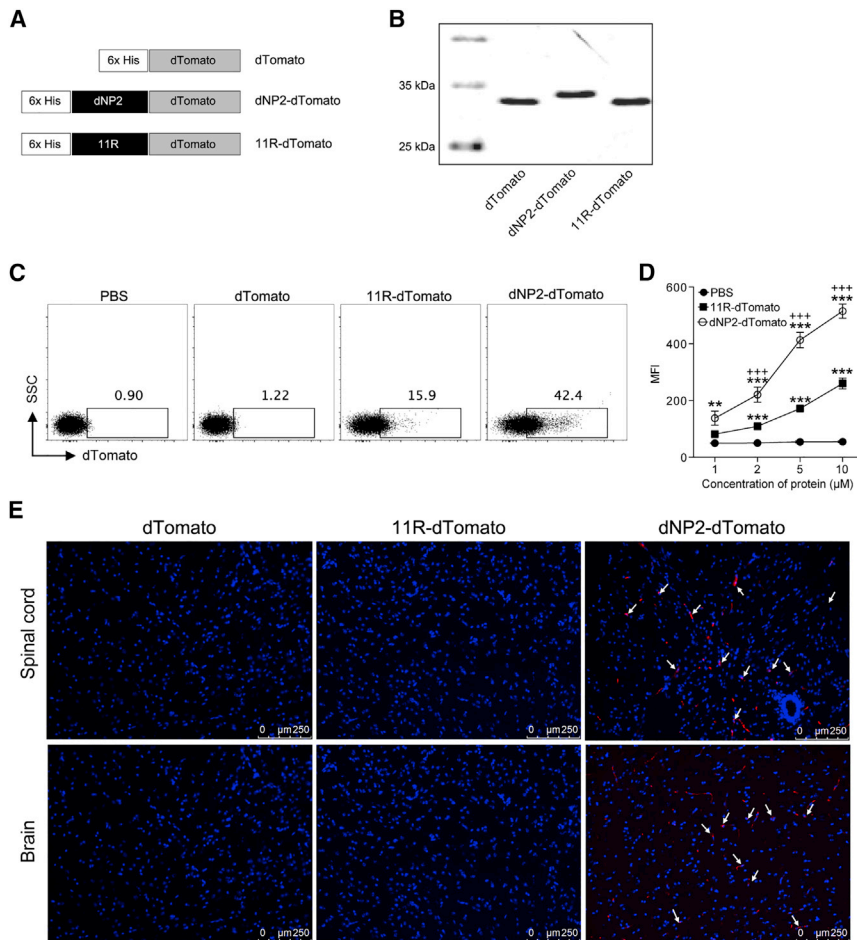 A
6x His dTomato dTomato
6x His dNP2 dTomato dNP2-dTomato
6x His 11R dTomato 11R-dTomato
B
35 kDa
25 kDa
dTomato
dNP2-dTomato
11R-dTomato
C
PBS dTomato 11R-dTomato dNP2-dTomato
0.90 1.22 15.9 42.4
SSC
dTomato
D
600
400
200
0
MFI
PBS
11R-dTomato
dNP2-dTomato
**
+++
***
***
+++
***
***
+++
***
***
1 2 5 10
Concentration of protein (µM)
E
dTomato 11R-dTomato dNP2-dTomato
Spinal cord
0 µm250 0 µm250 0 µm250
Brain
0 µm250 0 µm250 0 µm250